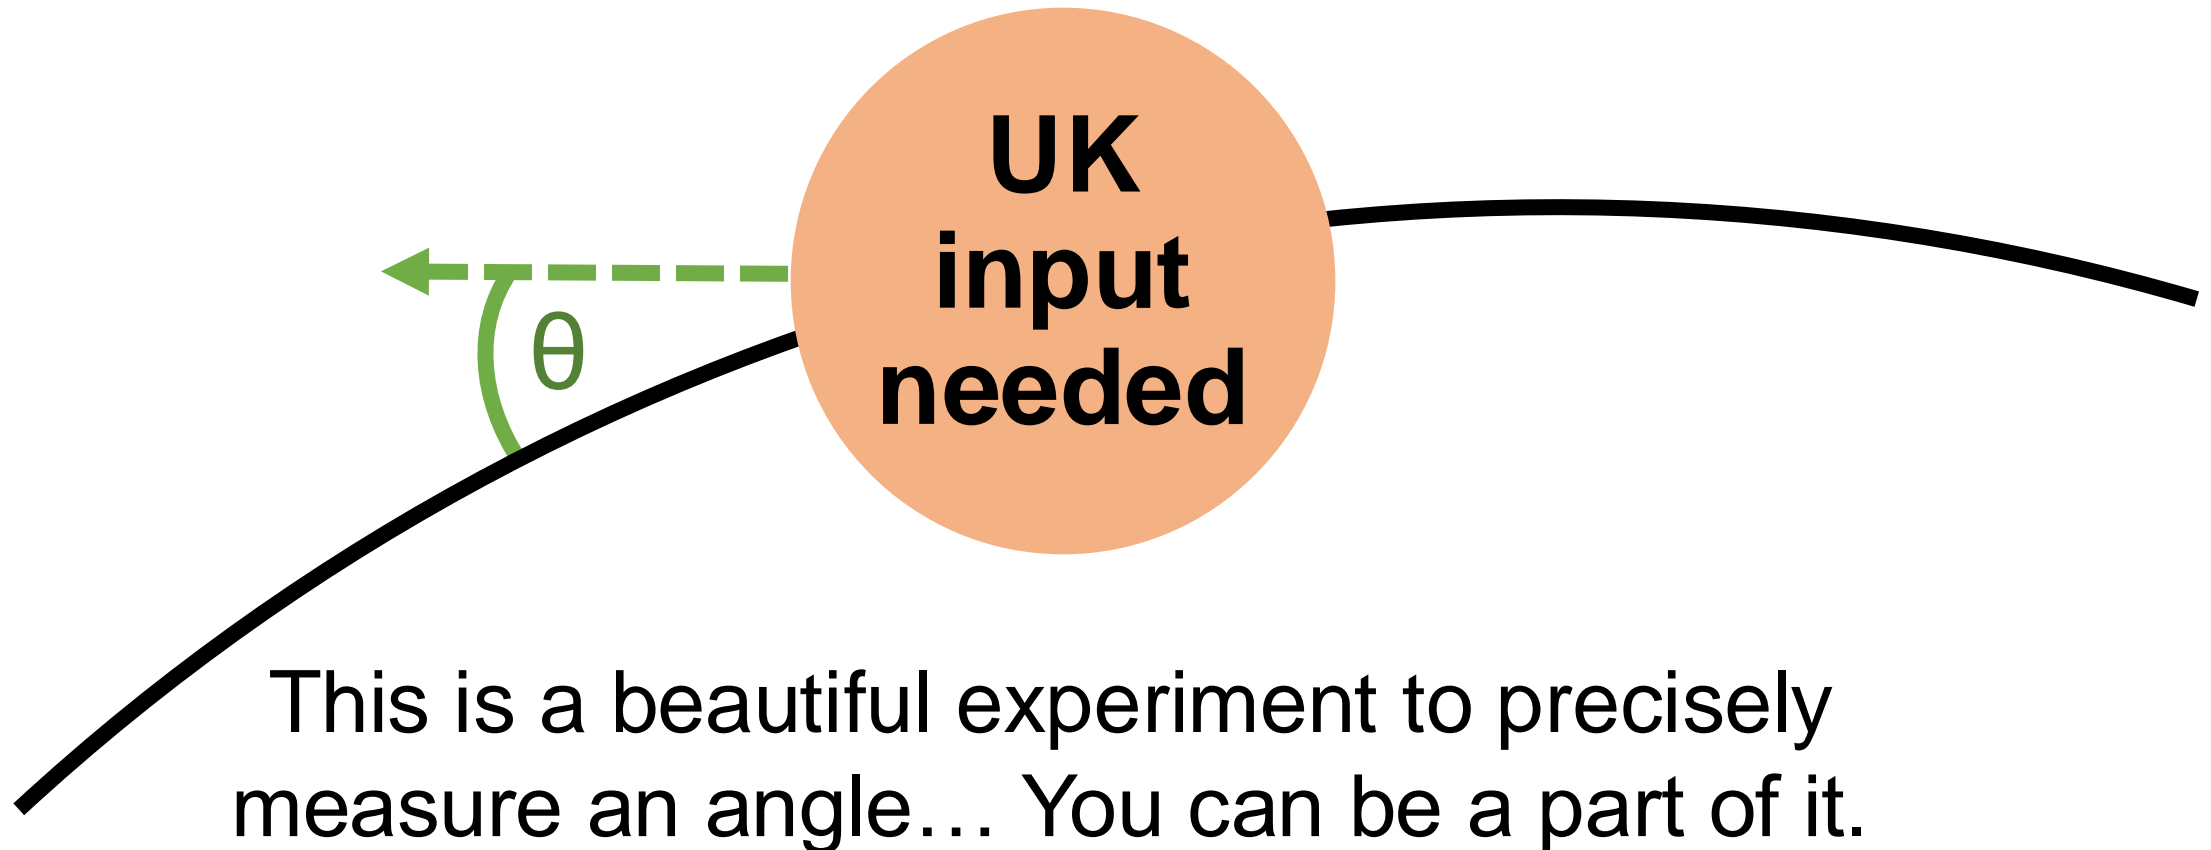 UK
input
needed
θ
This is a beautiful experiment to precisely
measure an angle… You can be a part of it.